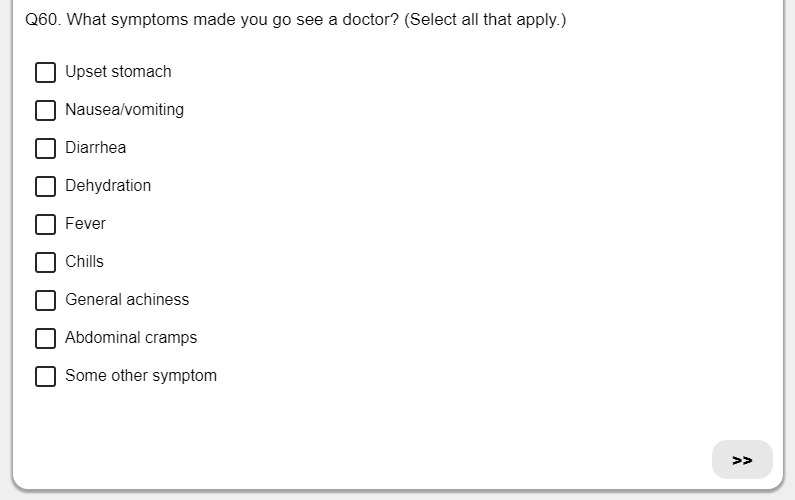 Q60. What symptoms made you go see a doctor? (Select all that apply.)
Upset stomach
Nausea/vomiting
Diarrhea
Dehydration
Fever
Chills
General achiness
Abdominal cramps
Some other symptom
>>